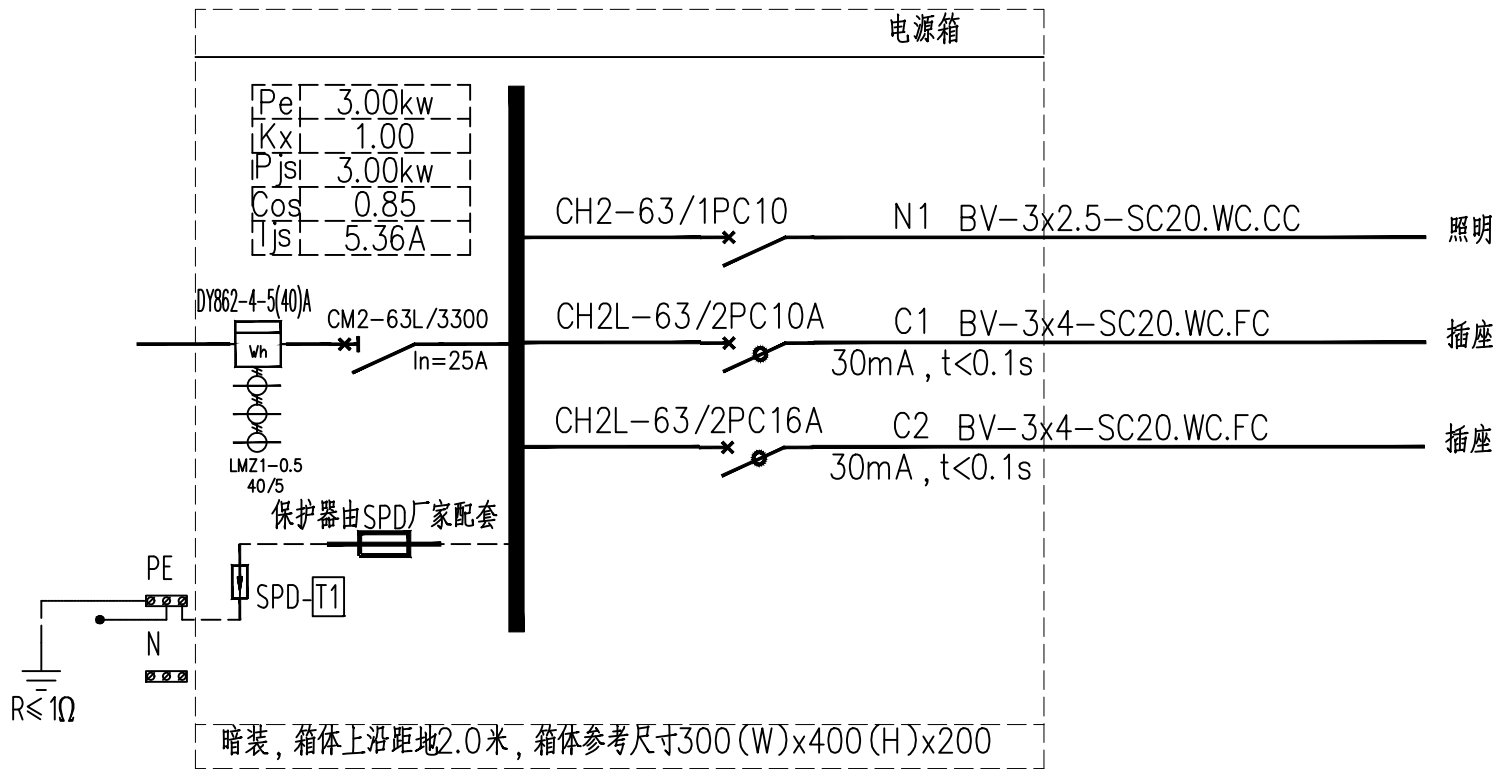 电源箱
Pe 3.00kw
Kx 1.00
Pjs 3.00kw
Cos 0.85
Ijs 5.36A
CH2-63/1PC10 N1 BV-3x2.5-SC20.WC.CC 照明
DY862-4-5(40)A
Wh
CM2-63L/3300
In=25A
LMZ1-0.5
40/5
CH2L-63/2PC10A C1 BV-3x4-SC20.WC.FC 插座
30mA,t<0.1s
CH2L-63/2PC16A C2 BV-3x4-SC20.WC.FC 插座
30mA,t<0.1s
保护器由SPD厂家配套
PE
SPD-T1
N
R≤1Ω
暗装,箱体上沿距地2.0米,箱体参考尺寸300(W)x400(H)x200